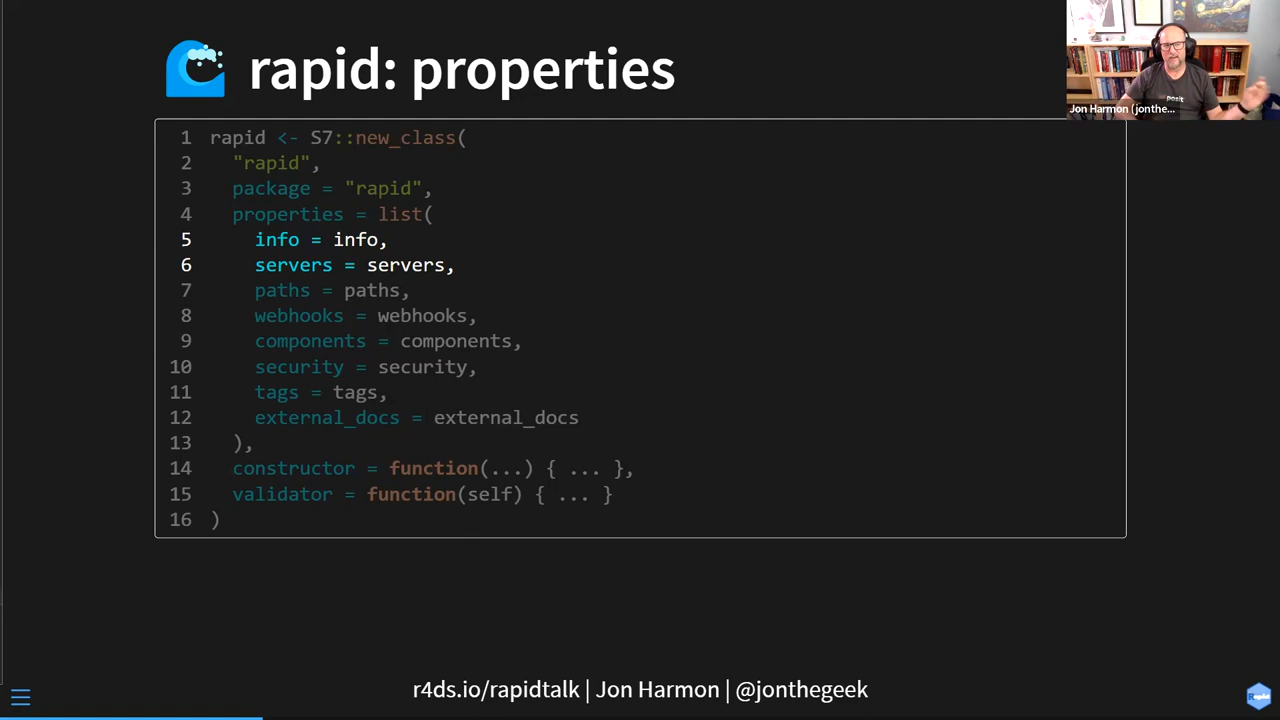 rapid: properties
Jon Harmon (jonthe...
posit
1 rapid <- S7::new_class(
2 "rapid",
3 package = "rapid",
4 properties = list(
5 info = info,
6 servers = servers,
7 paths = paths,
8 webhooks = webhooks,
9 components = components,
10 security = security,
11 tags = tags,
12 external_docs = external_docs
13 ),
14 constructor = function(...) { ... },
15 validator = function(self) { ... }
16 )
r4ds.io/rapidtalk | Jon Harmon | @jonthegeek